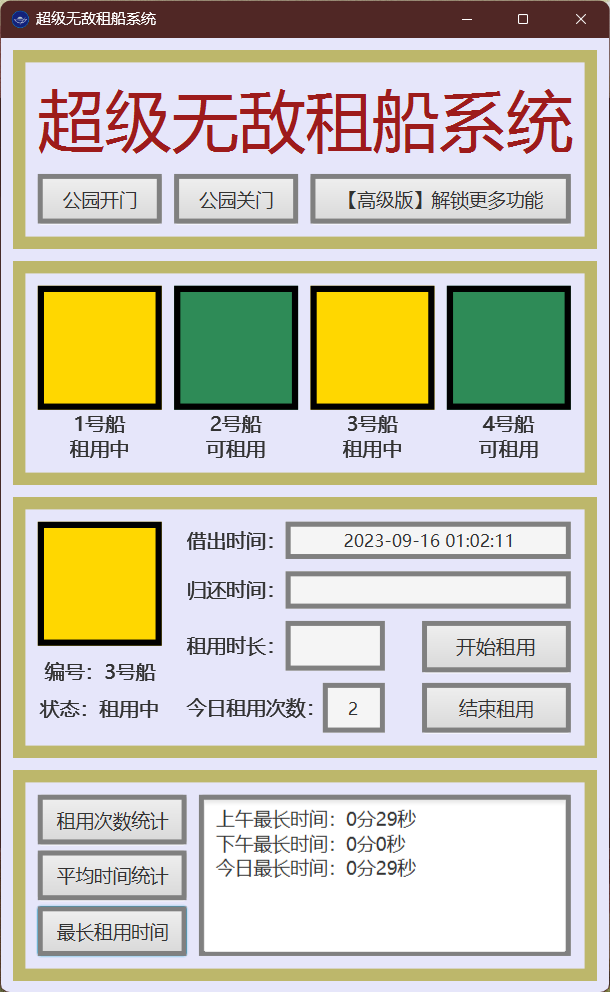 超级无敌租船系统
超级无敌租船系统
公园开门 公园关门 【高级版】解锁更多功能
1号船 2号船 3号船 4号船
租用中 可租用 租用中 可租用
借出时间： 2023-09-16 01:02:11
归还时间：
租用时长： 开始租用
编号：3号船
状态：租用中 今日租用次数： 2 结束租用
租用次数统计
平均时间统计
最长租用时间
上午最长时间：0分29秒
下午最长时间：0分0秒
今日最长时间：0分29秒